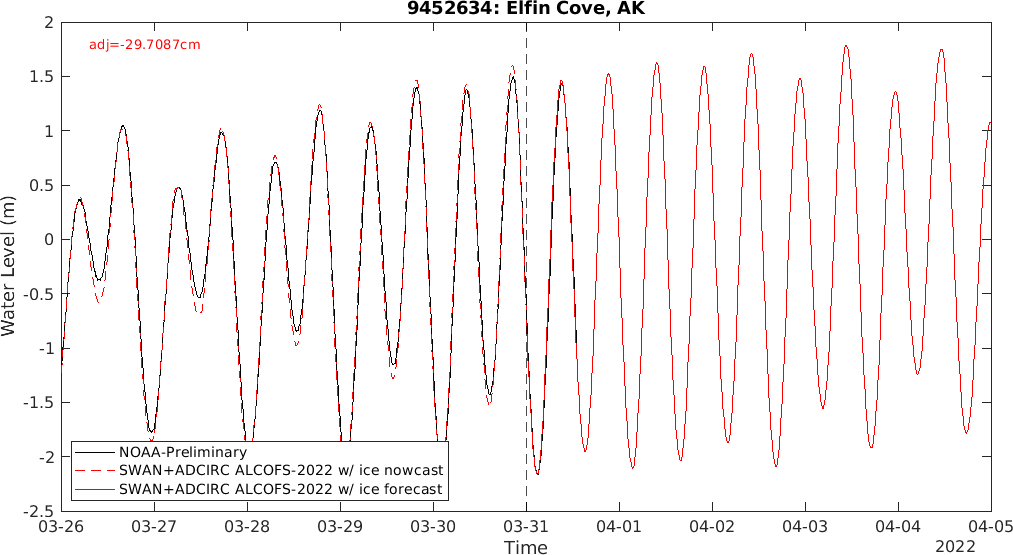 9452634: Elfin Cove, AK
adj=-29.7087cm
Water Level (m)
2
1.5
1
0.5
0
-0.5
-1
-1.5
-2
-2.5
NOAA-Preliminary
SWAN+ADCIRC ALCOFS-2022 w/ ice nowcast
SWAN+ADCIRC ALCOFS-2022 w/ ice forecast
03-26 03-27 03-28 03-29 03-30 03-31 04-01 04-02 04-03 04-04 04-05
Time
2022